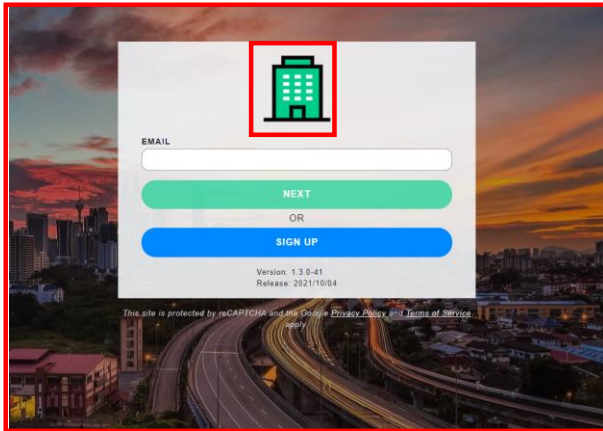 EMAIL
NEXT
OR
SIGN UP
Version: 1.3.0-41
Release: 2021/10/04
This site is protected by reCAPTCHA and the Google Privacy Policy and Terms of Service
apply.